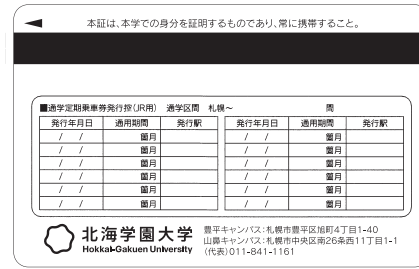 ◀ 本証は、本学での身分を証明するものであり、常に携帯すること。
■通学定期乗車券発行控(JR用) 通学区間 札幌～ 間
発行年月日 通用期間 発行駅 発行年月日 通用期間 発行駅
/ / 箇月 / / 箇月
/ / 箇月 / / 箇月
/ / 箇月 / / 箇月
/ / 箇月 / / 箇月
/ / 箇月 / / 箇月
/ / 箇月 / / 箇月
北海学園大学
Hokkai-Gakuen University
豊平キャンパス:札幌市豊平区旭町4丁目1-40
山鼻キャンパス:札幌市中央区南26条西11丁目1-1
(代表)011-841-1161